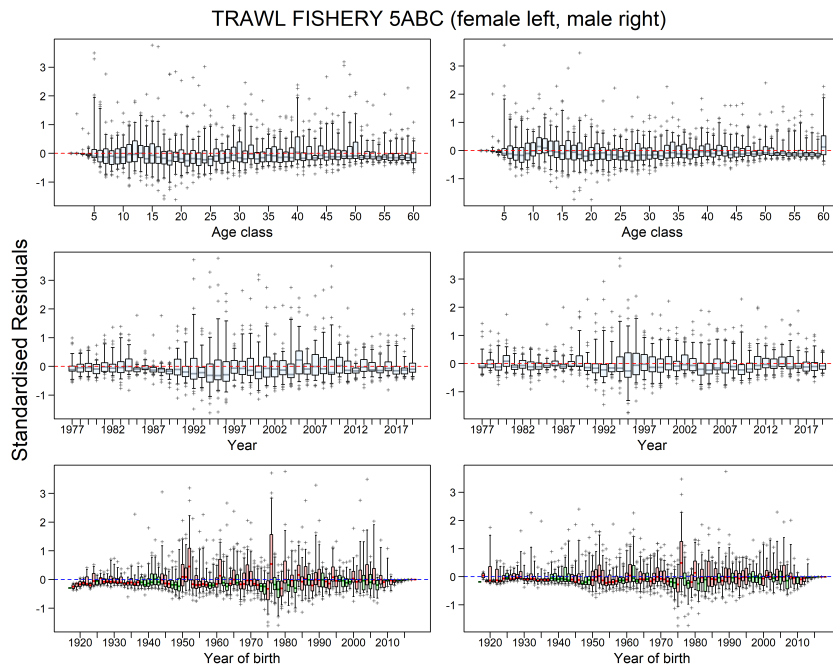 TRAWL FISHERY 5ABC (female left, male right)
Standardised Residuals
3
2
1
0
-1
5 10 15 20 25 30 35 40 45 50 55 60
Age class
3
2
1
0
-1
5 10 15 20 25 30 35 40 45 50 55 60
Age class
3
2
1
0
-1
1977 1982 1987 1992 1997 2002 2007 2012 2017
Year
3
2
1
0
-1
1977 1982 1987 1992 1997 2002 2007 2012 2017
Year
3
2
1
0
-1
1920 1930 1940 1950 1960 1970 1980 1990 2000 2010
Year of birth
3
2
1
0
-1
1920 1930 1940 1950 1960 1970 1980 1990 2000 2010
Year of birth